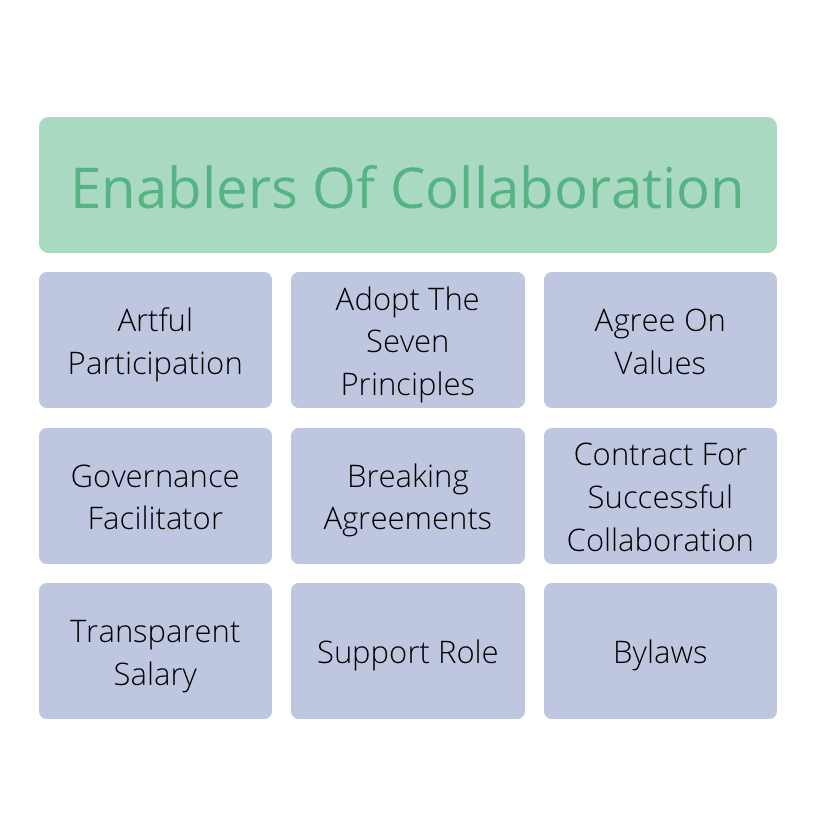 Enablers Of Collaboration
Artful
Participation
Adopt The
Seven
Principles
Agree On
Values
Governance
Facilitator
Breaking
Agreements
Contract For
Successful
Collaboration
Transparent
Salary
Support Role
Bylaws